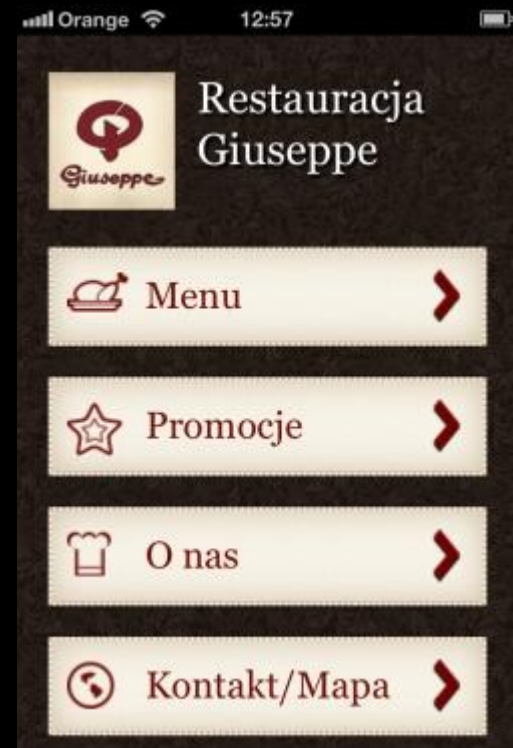 Orange 12:57
Restauracja
Giuseppe
Giuseppe
Menu
Promocje
O nas
Kontakt/Mapa